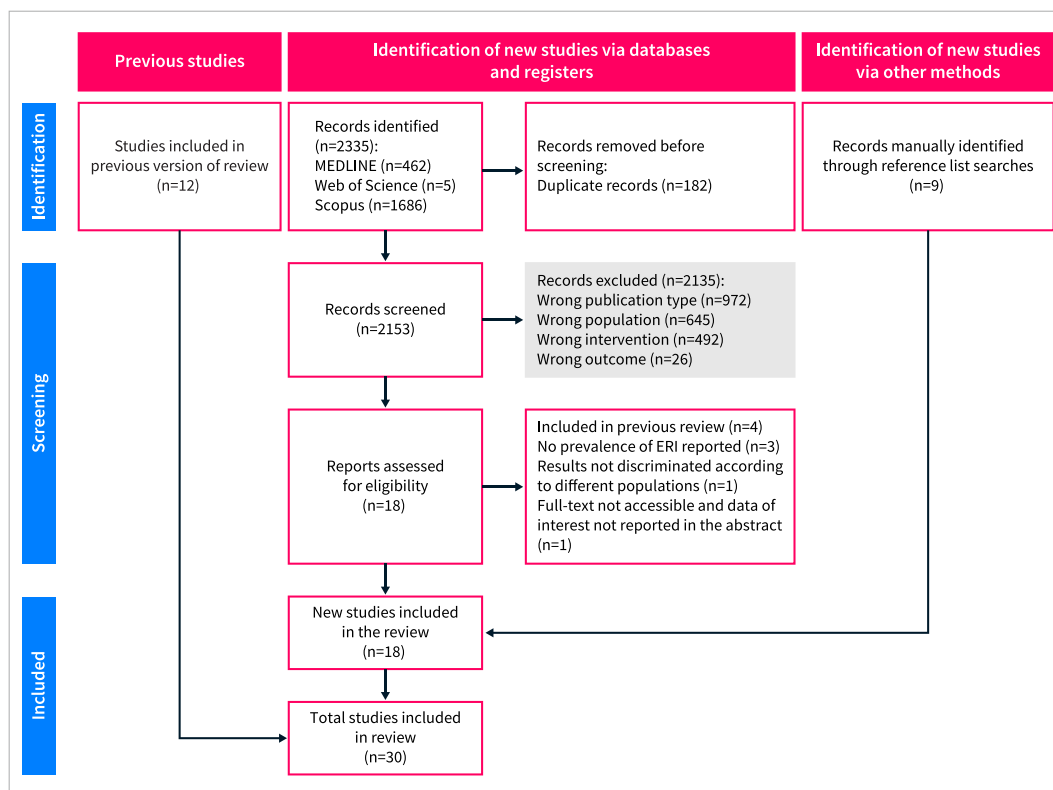 Previous studies
Identification of new studies via databases
and registers
Identification of new studies
via other methods
Identification
Studies included in
previous version of review
(n=12)
Records identified
(n=2335):
MEDLINE (n=462)
Web of Science (n=5)
Scopus (n=1686)
Records removed before
screening:
Duplicate records (n=182)
Records manually identified
through reference list searches
(n=9)
Screening
Records screened
(n=2153)
Records excluded (n=2135):
Wrong publication type (n=972)
Wrong population (n=645)
Wrong intervention (n=492)
Wrong outcome (n=26)
Reports assessed
for eligibility
(n=18)
Included in previous review (n=4)
No prevalence of ERI reported (n=3)
Results not discriminated according
to different populations (n=1)
Full-text not accessible and data of
interest not reported in the abstract
(n=1)
Included
New studies included
in the review
(n=18)
Total studies included
in review
(n=30)